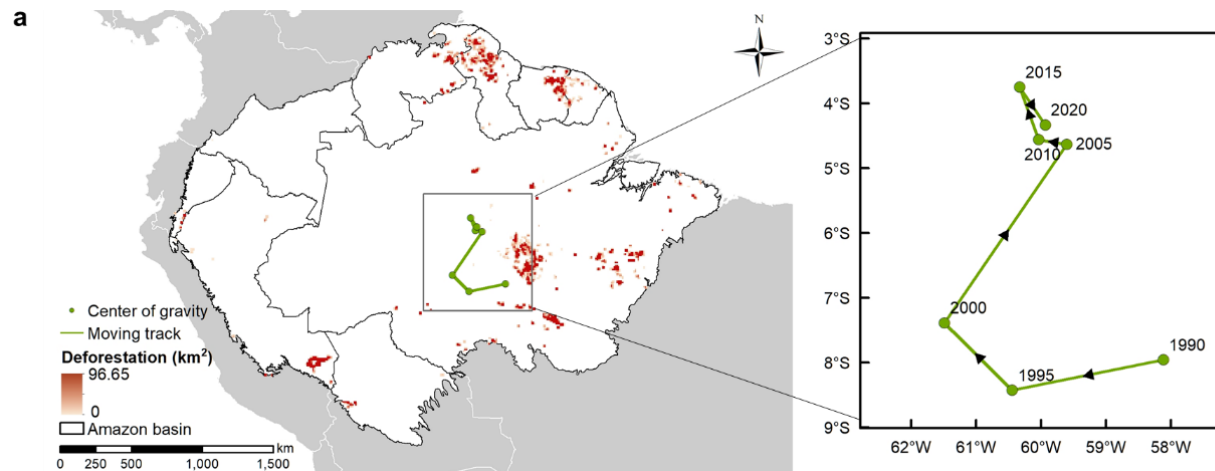 a
N
Center of gravity
Moving track
Deforestation (km²)
96.65
0
Amazon basin
km
0 250 500 1,000 1,500
3°S
4°S
5°S
6°S
7°S
8°S
9°S
2015
2020
2010
2005
2000
1990
1995
62°W 61°W 60°W 59°W 58°W